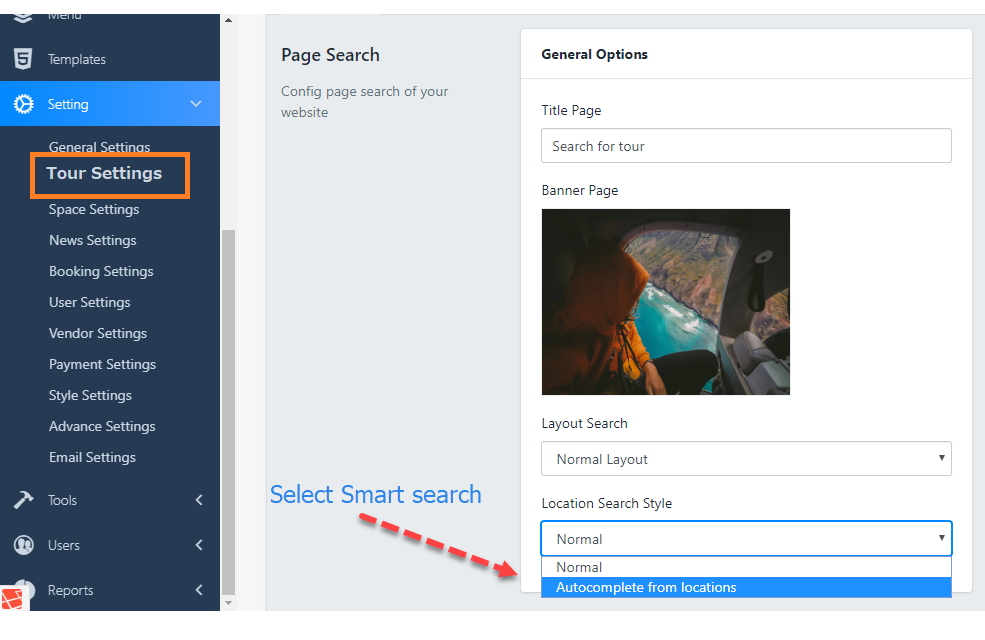 Menu
Templates
Setting
General Settings
Tour Settings
Space Settings
News Settings
Booking Settings
User Settings
Vendor Settings
Payment Settings
Style Settings
Advance Settings
Email Settings
Tools
Users
Reports
Page Search
Config page search of your
website
General Options
Title Page
Search for tour
Banner Page
Layout Search
Normal Layout
Location Search Style
Normal
Normal
Autocomplete from locations
Select Smart search